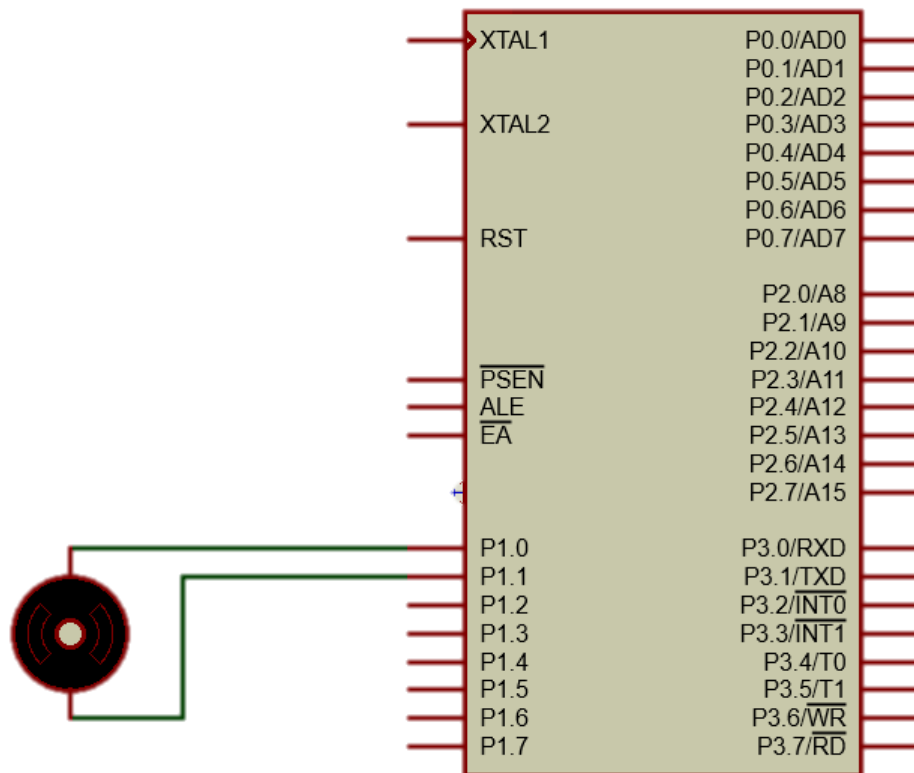 XTAL1
XTAL2
RST
PSEN
ALE
EA
P1.0
P1.1
P1.2
P1.3
P1.4
P1.5
P1.6
P1.7
P0.0/AD0
P0.1/AD1
P0.2/AD2
P0.3/AD3
P0.4/AD4
P0.5/AD5
P0.6/AD6
P0.7/AD7
P2.0/A8
P2.1/A9
P2.2/A10
P2.3/A11
P2.4/A12
P2.5/A13
P2.6/A14
P2.7/A15
P3.0/RXD
P3.1/TXD
P3.2/INT0
P3.3/INT1
P3.4/T0
P3.5/T1
P3.6/WR
P3.7/RD